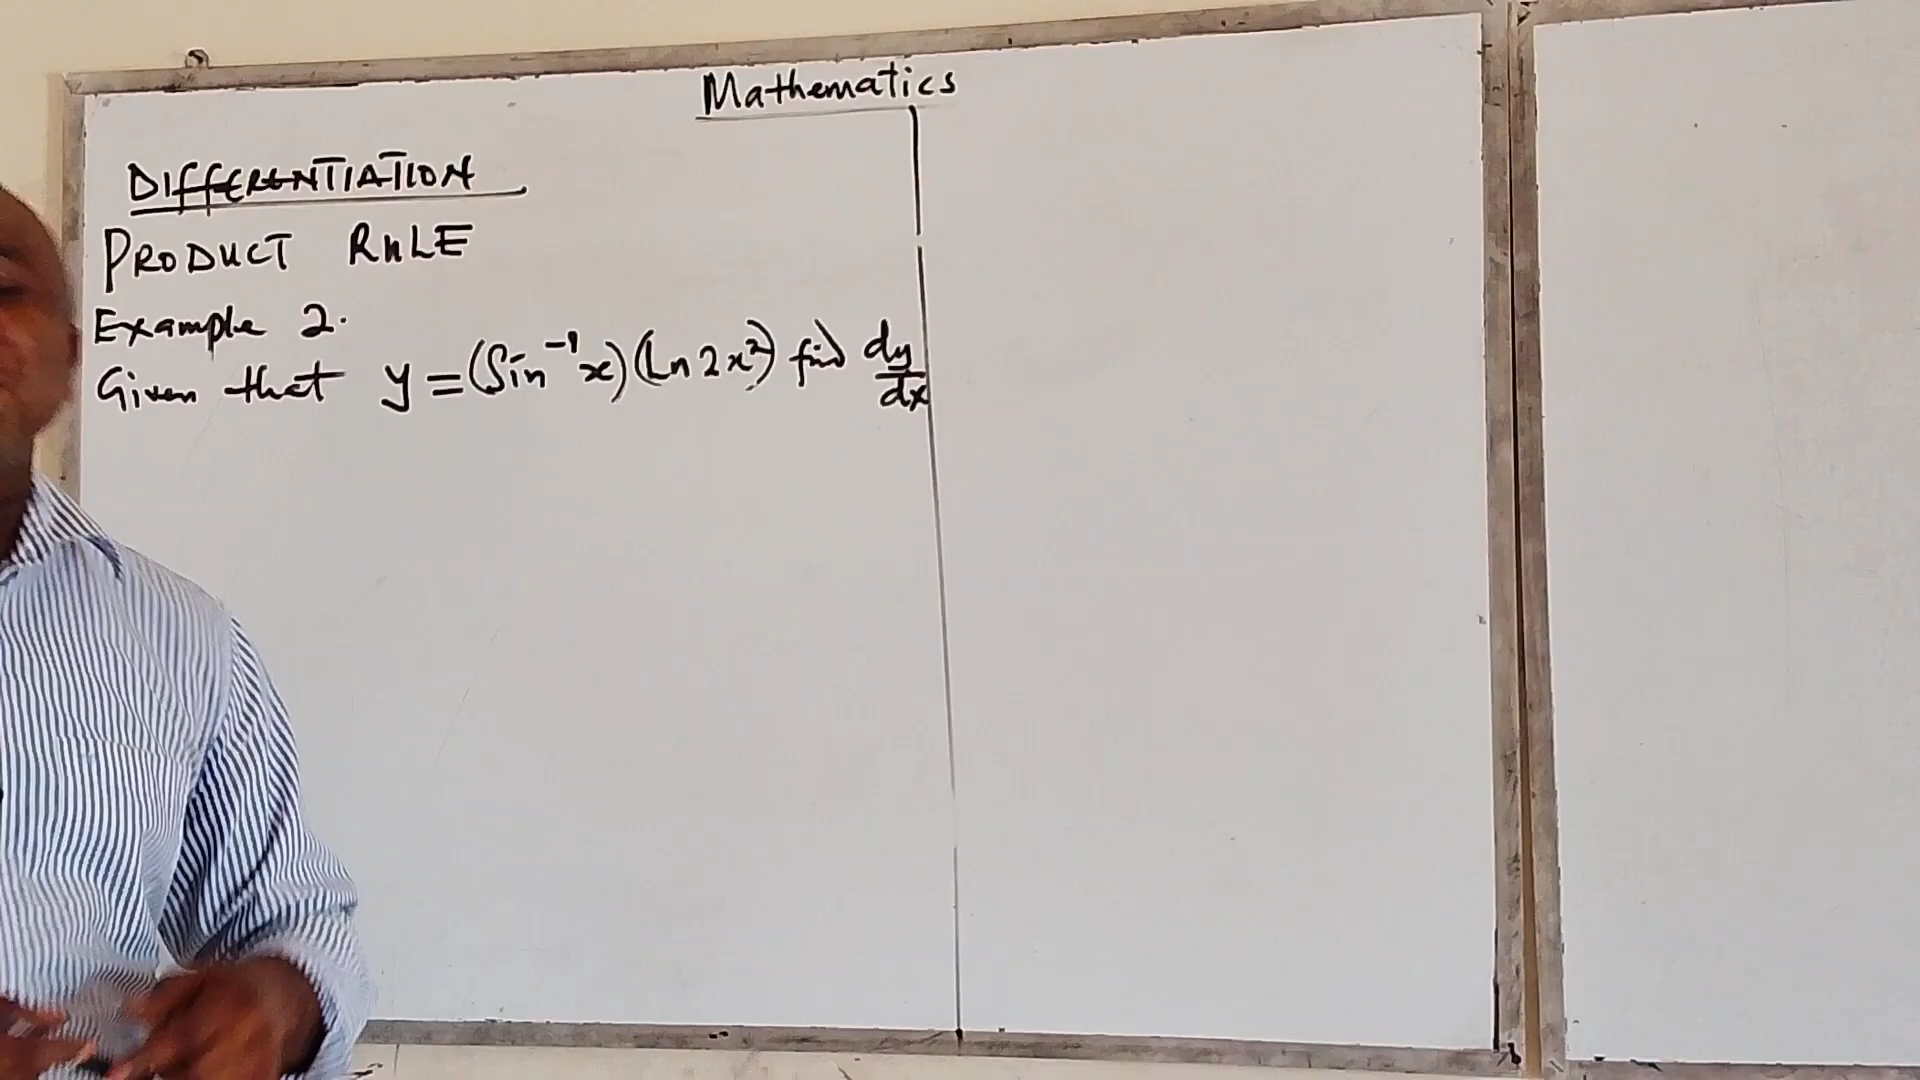 Mathematics
DIFFERENTIATION
PRODUCT RULE
Example 2.
Given that y = (Sin⁻¹x)(Ln 2x²) find dy/dx